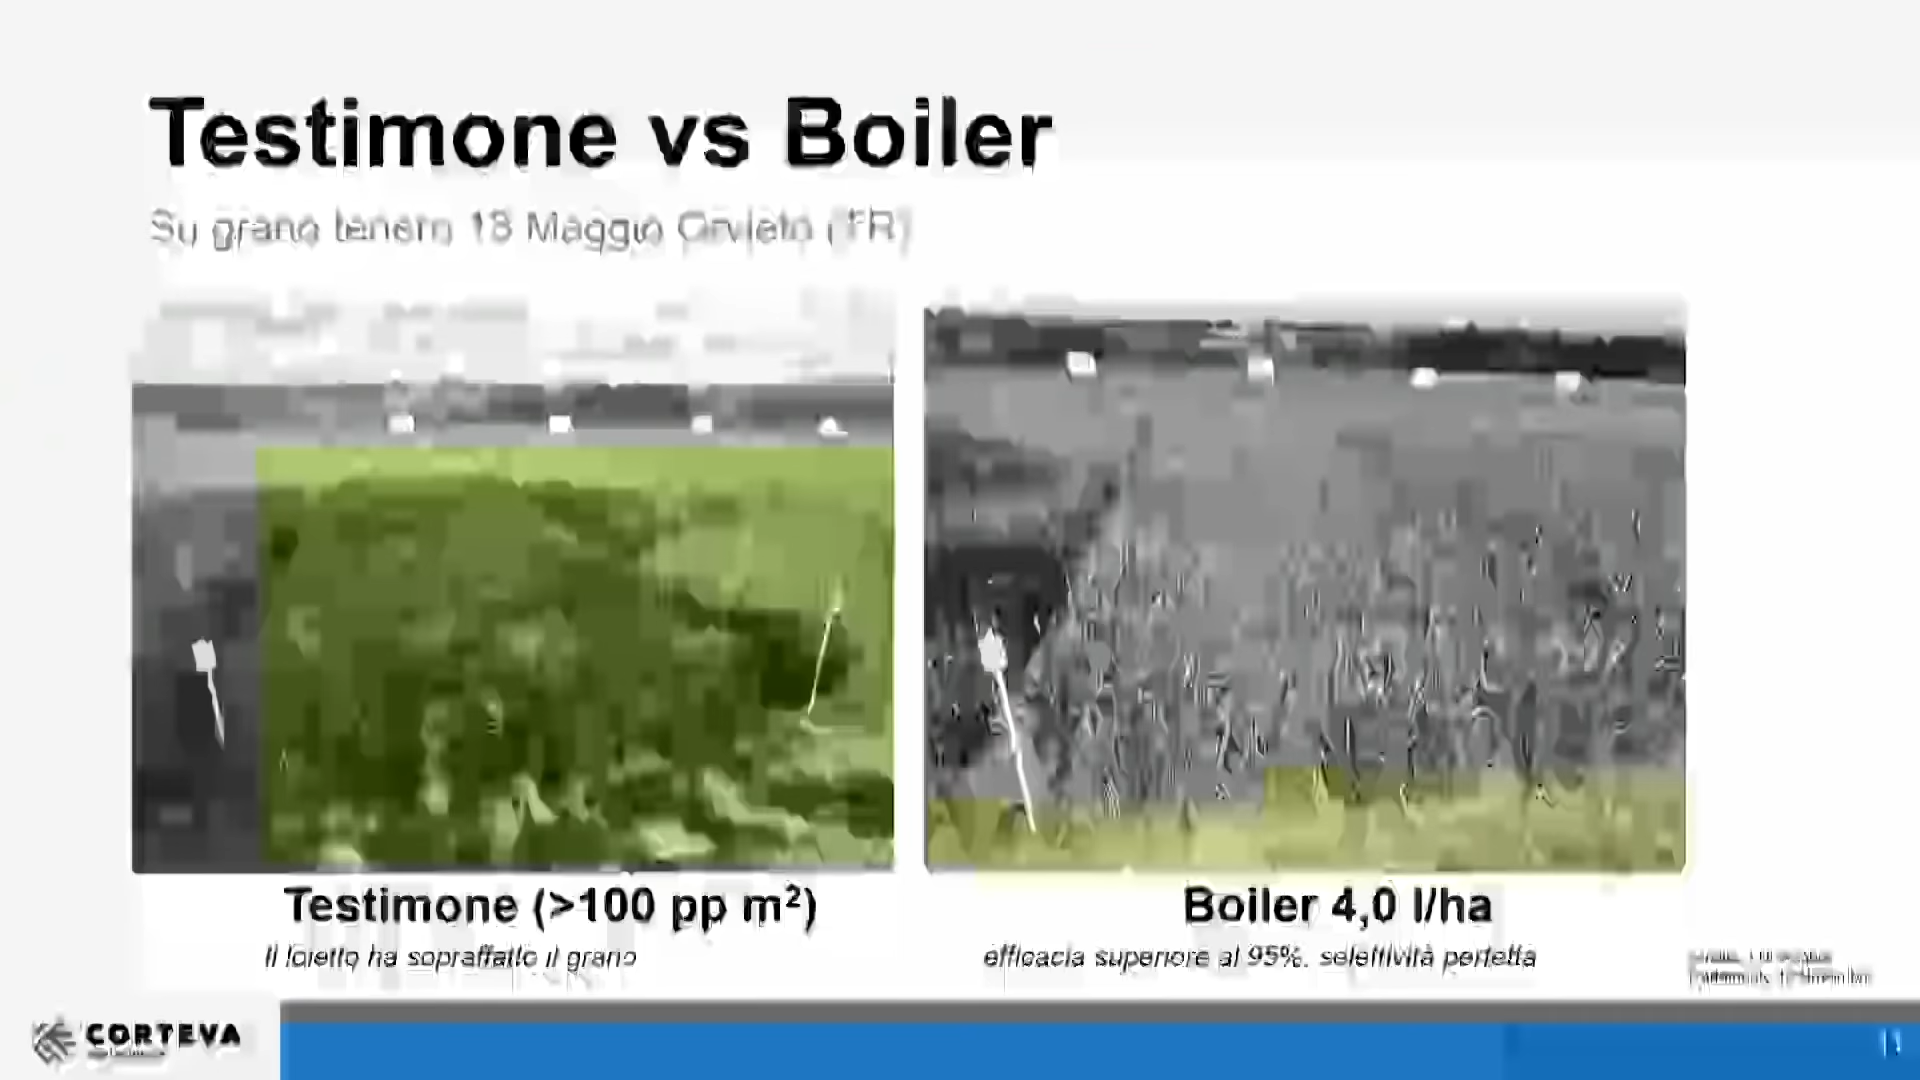 Testimone vs Boiler
Su grano tenero 18 Maggio Orvieto (TR)
Testimone (>100 pp m²)
Il loietto ha sopraffatto il grano
Boiler 4,0 l/ha
efficacia superiore al 95%, selettività perfetta
CORTEVA